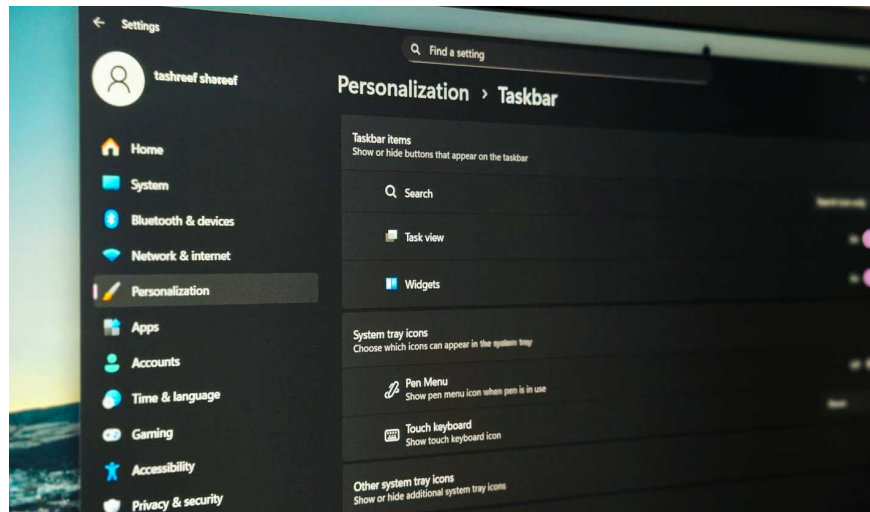 Settings
Find a setting
tashreef shareef
Personalization › Taskbar
Home
System
Bluetooth & devices
Network & internet
Personalization
Apps
Accounts
Time & language
Gaming
Accessibility
Privacy & security
Taskbar items
Show or hide buttons that appear on the taskbar
Search
Task view
Widgets
System tray icons
Choose which icons can appear in the system tray
Pen Menu
Show pen menu icon when pen is in use
Touch keyboard
Show touch keyboard icon
Other system tray icons
Show or hide additional system tray icons